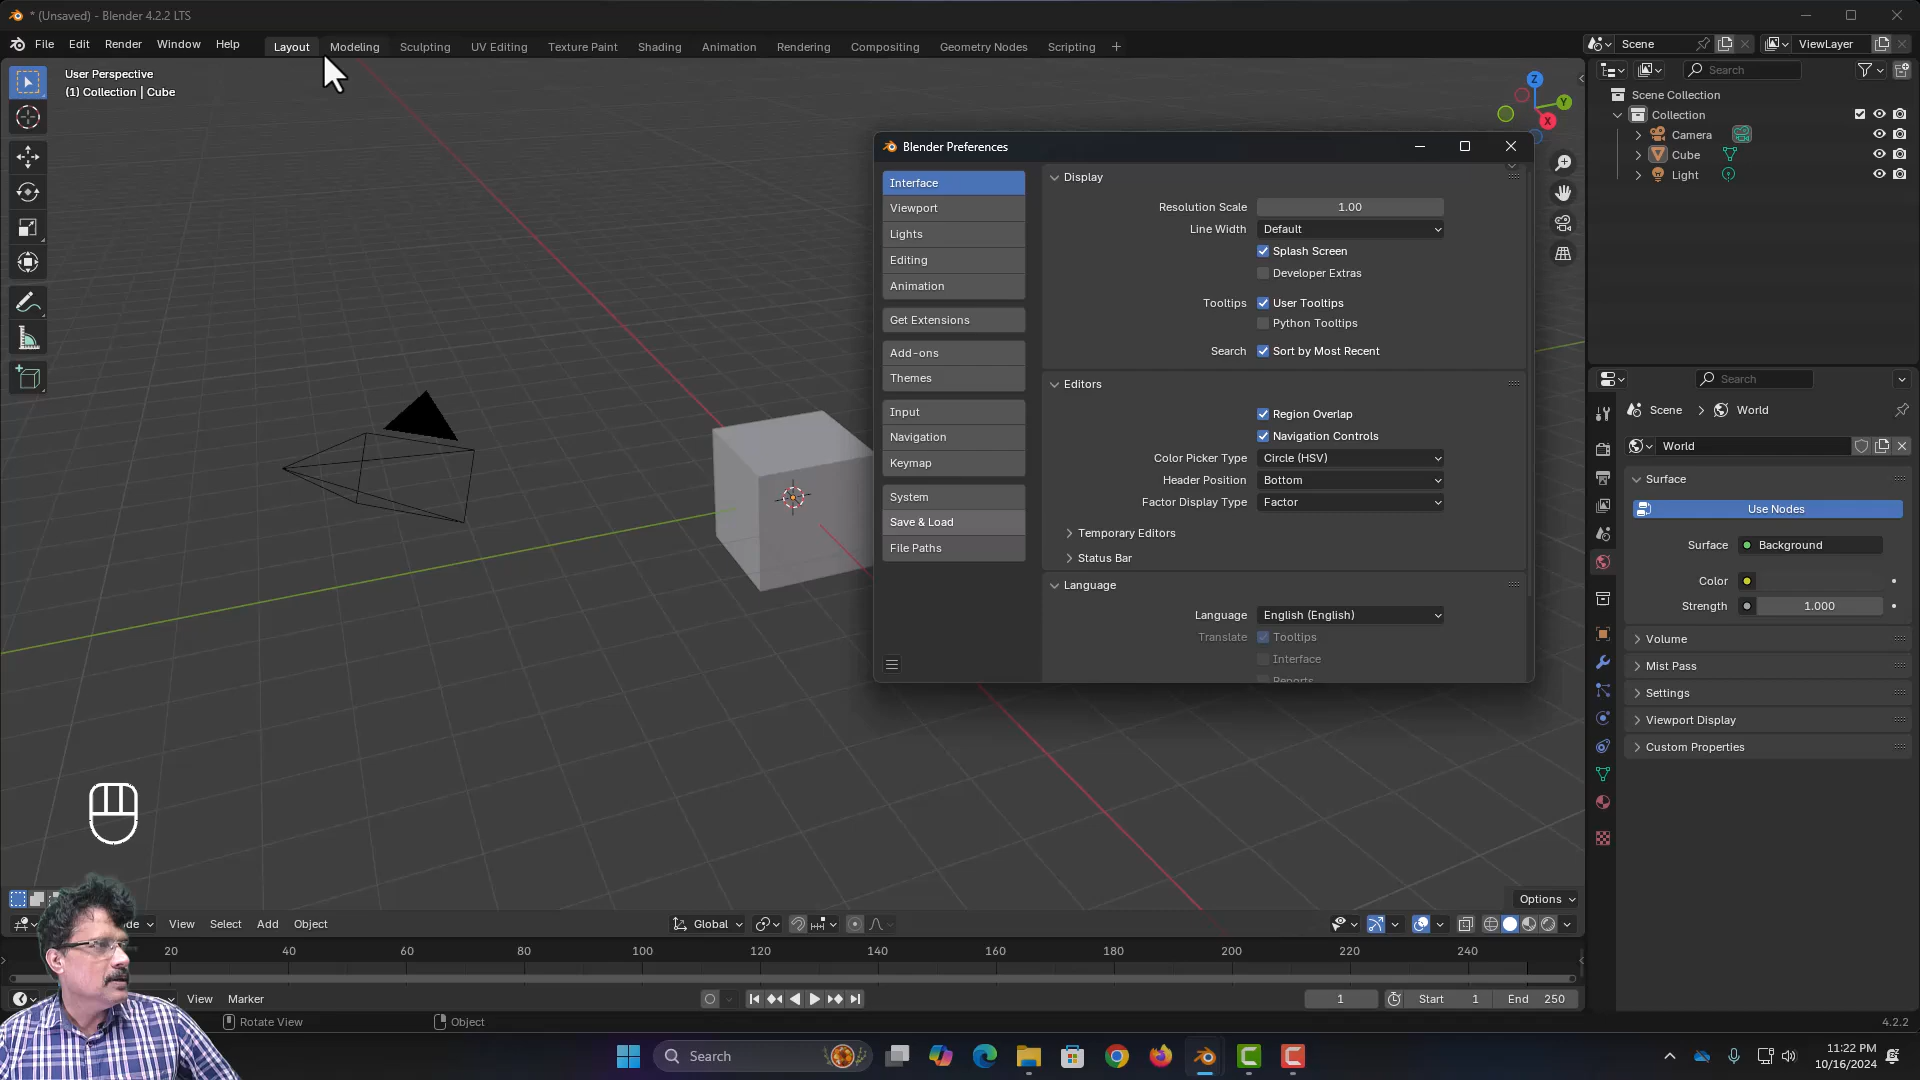 * (Unsaved) - Blender 4.2.2 LTS
File Edit Render Window Help Layout Modeling Sculpting UV Editing Texture Paint Shading Animation Rendering Compositing Geometry Nodes Scripting + Scene ViewLayer
User Perspective
(1) Collection | Cube
Z
Y
X
Search
Scene Collection
Collection
Camera
Cube
Light
Blender Preferences
Interface
Viewport
Lights
Editing
Animation
Get Extensions
Add-ons
Themes
Input
Navigation
Keymap
System
Save & Load
File Paths
Display
Resolution Scale 1.00
Line Width Default
Splash Screen
Developer Extras
Tooltips User Tooltips
Python Tooltips
Search Sort by Most Recent
Editors
Region Overlap
Navigation Controls
Color Picker Type Circle (HSV)
Header Position Bottom
Factor Display Type Factor
Temporary Editors
Status Bar
Language
Language English (English)
Translate Tooltips
Interface
Reports
Search
Scene World
World
Surface
Use Nodes
Surface Background
Color
Strength 1.000
Volume
Mist Pass
Settings
Viewport Display
Custom Properties
Options
View Select Add Object Global
20 40 60 80 100 120 140 160 180 200 220 240
View Marker 1 Start 1 End 250
Rotate View Object 4.2.2
Search
11:22 PM
10/16/2024